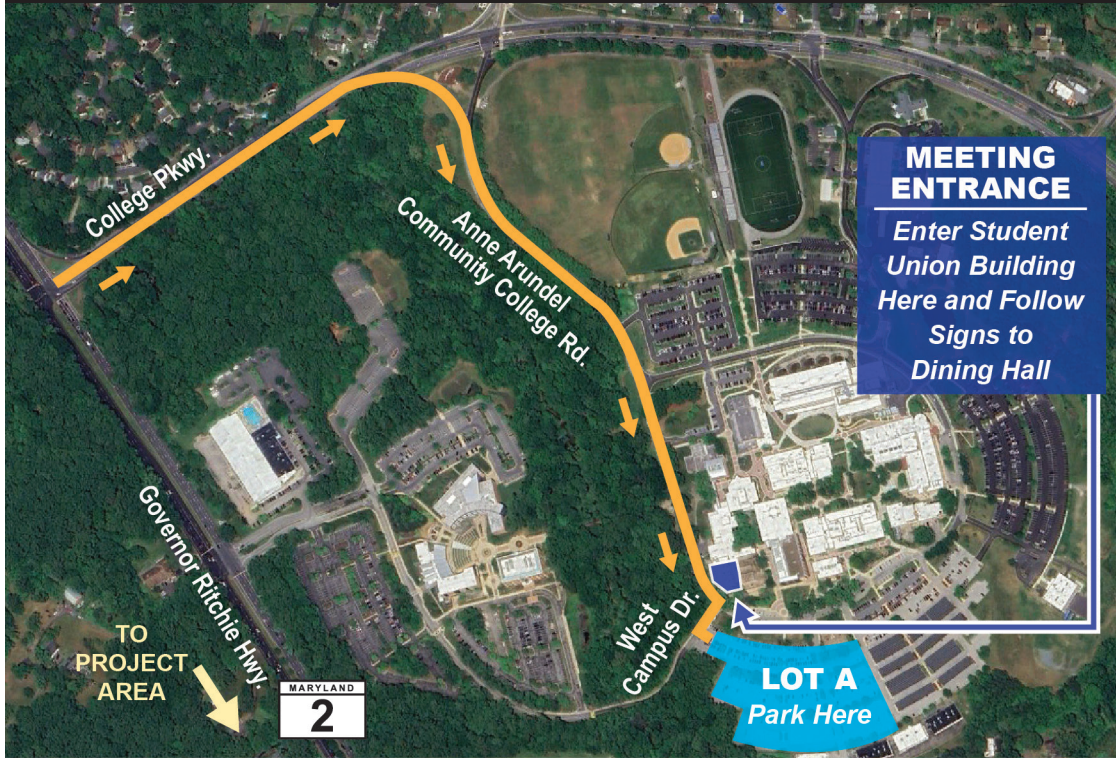 College Pkwy.
Anne Arundel
Community College Rd.
MEETING
ENTRANCE
Enter Student
Union Building
Here and Follow
Signs to
Dining Hall
Governor Ritchie Hwy.
West
Campus Dr.
TO
PROJECT
AREA
MARYLAND
2
LOT A
Park Here